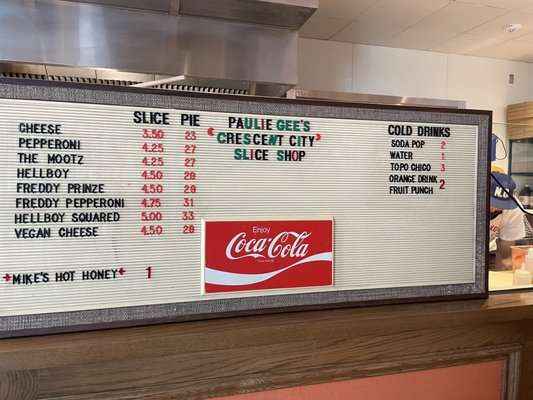 SLICE PIE
CHEESE 3.50 23
PEPPERONI 4.25 27
THE MOOTZ 4.25 27
HELLBOY 4.50 29
FREDDY PRINZE 4.50 29
FREDDY PEPPERONI 4.75 31
HELLBOY SQUARED 5.00 33
VEGAN CHEESE 4.50 29
MIKE'S HOT HONEY 1
PAULIE GEE'S
CRESCENT CITY
SLICE SHOP
Enjoy
Coca-Cola
COLD DRINKS
SODA POP 2
WATER 1
TOPO CHICO 3
ORANGE DRINK 2
FRUIT PUNCH